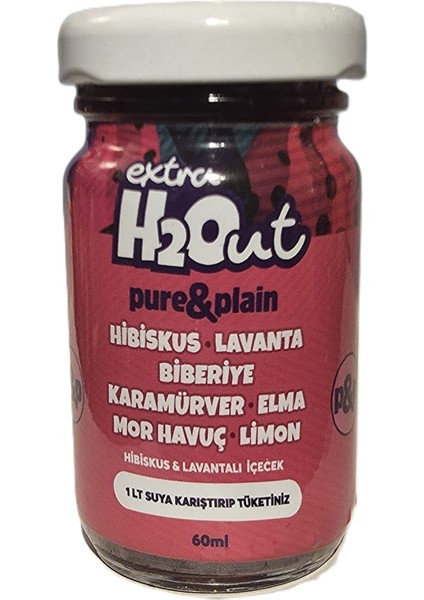 extra
H2Out
pure&plain
HİBİSKUS • LAVANTA
BİBERİYE
KARAMÜRVER • ELMA
MOR HAVUÇ • LİMON
HİBİSKUS & LAVANTALI İÇECEK
1 LT SUYA KARIŞTIRIP TÜKETİNİZ
60ml
p&